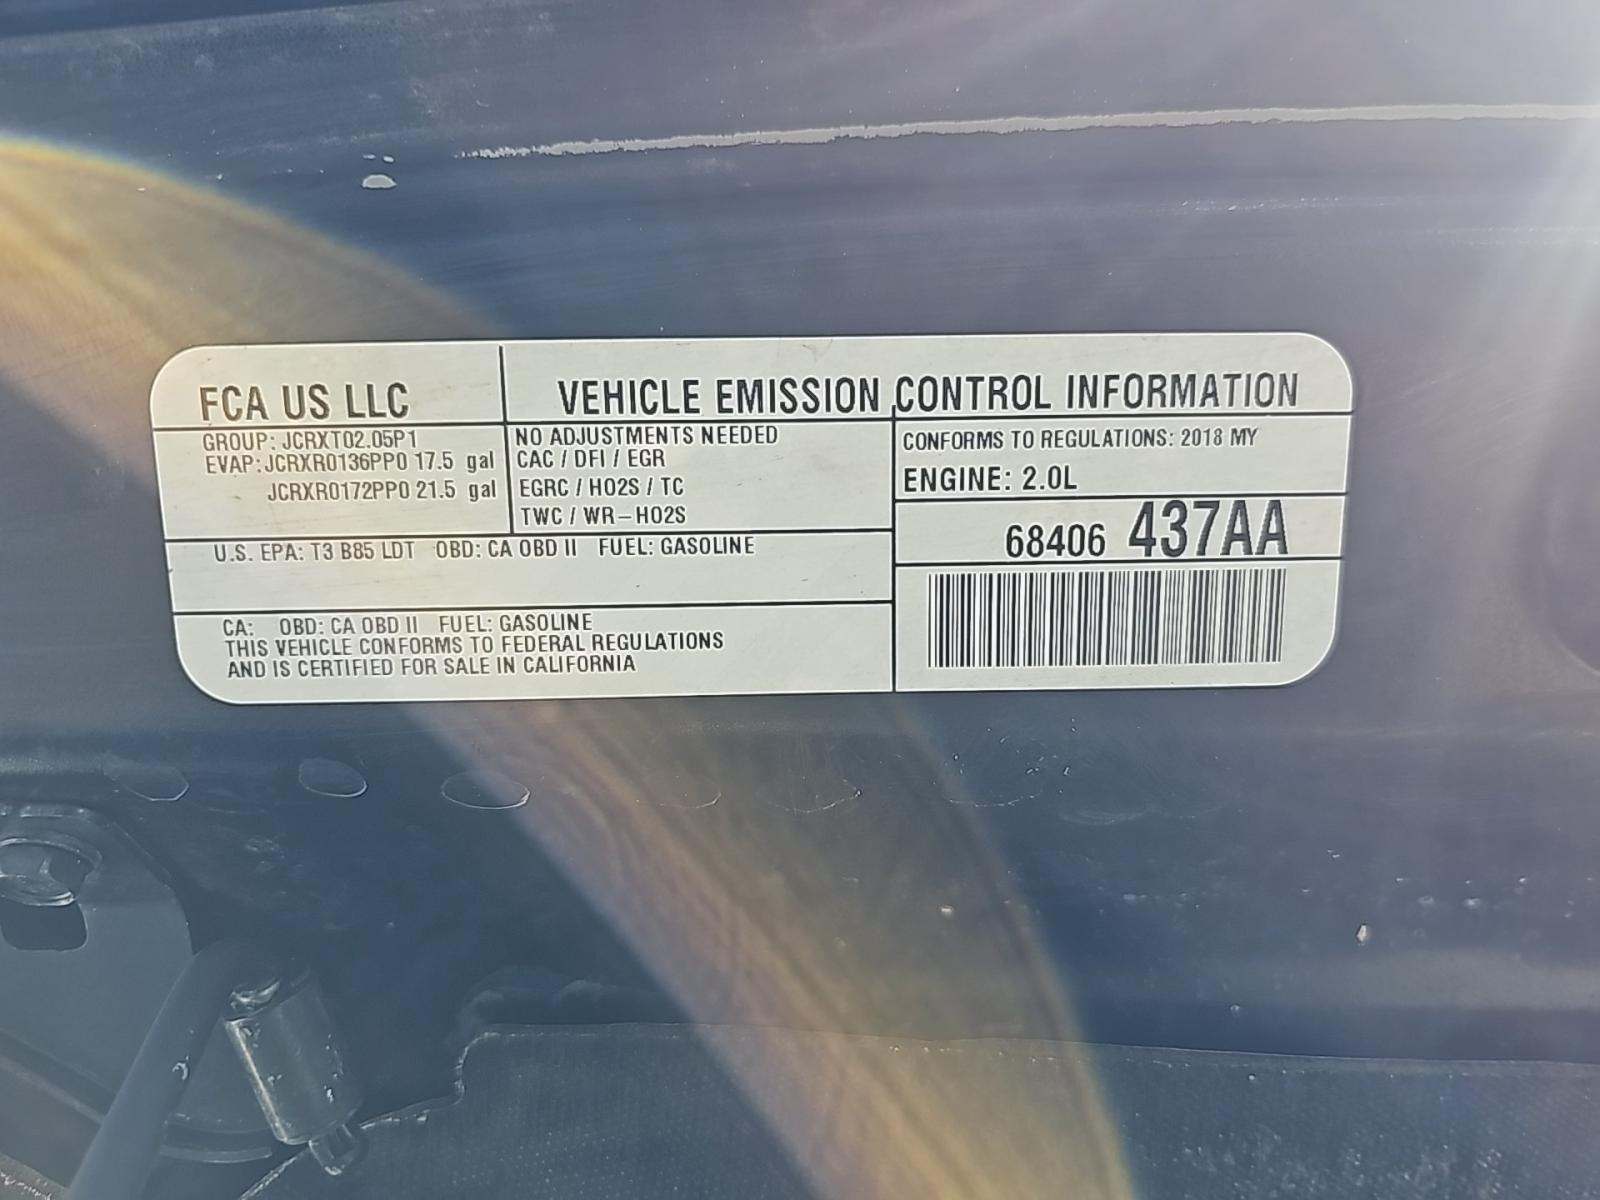 FCA US LLC
VEHICLE EMISSION CONTROL INFORMATION
GROUP: JCRXT02.05P1
EVAP: JCRXR0136PP0 17.5 gal
JCRXR0172PP0 21.5 gal
NO ADJUSTMENTS NEEDED
CAC / DFI / EGR
EGRC / HO2S / TC
TWC / WR-HO2S
CONFORMS TO REGULATIONS: 2018 MY
ENGINE: 2.0L
68406 437AA
U.S. EPA: T3 B85 LDT OBD: CA OBD II FUEL: GASOLINE
CA: OBD: CA OBD II FUEL: GASOLINE
THIS VEHICLE CONFORMS TO FEDERAL REGULATIONS
AND IS CERTIFIED FOR SALE IN CALIFORNIA